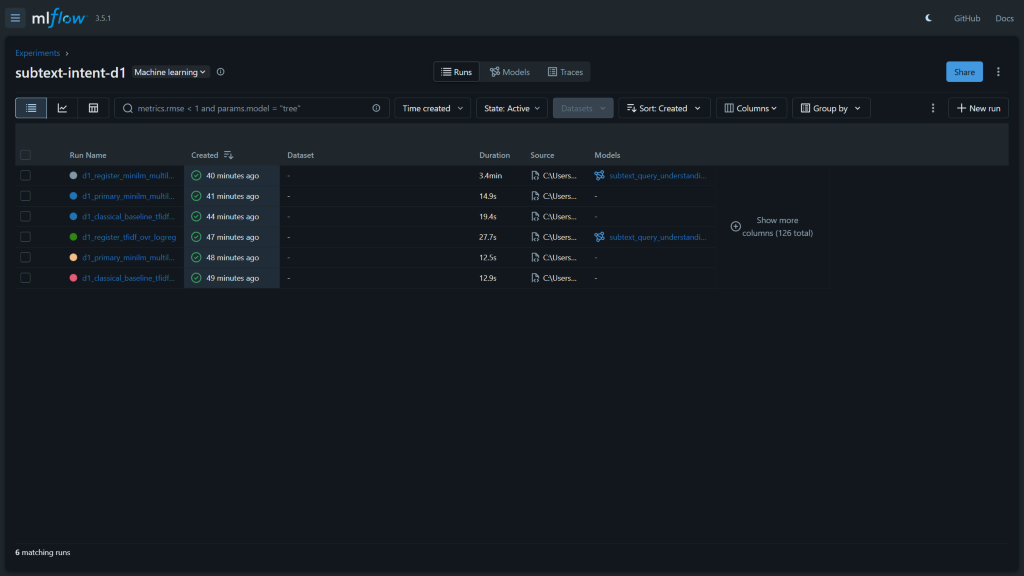 mlflow 3.5.1 GitHub Docs
Experiments ›
subtext-intent-d1 Machine learning Runs Models Traces Share
metrics.rmse < 1 and params.model = "tree" Time created State: Active Datasets Sort: Created Columns Group by New run
Run Name Created Dataset Duration Source Models
d1_register_minilm_multil... 40 minutes ago - 3.4min C:\Users... subtext_query_understandi...
d1_primary_minilm_multil... 41 minutes ago - 14.9s C:\Users... -
d1_classical_baseline_tfidf... 44 minutes ago - 19.4s C:\Users... -
d1_register_tfidf_ovr_logreg 47 minutes ago - 27.7s C:\Users... subtext_query_understandi...
d1_primary_minilm_multil... 48 minutes ago - 12.5s C:\Users... -
d1_classical_baseline_tfidf... 49 minutes ago - 12.9s C:\Users... -
Show more
columns (126 total)
6 matching runs